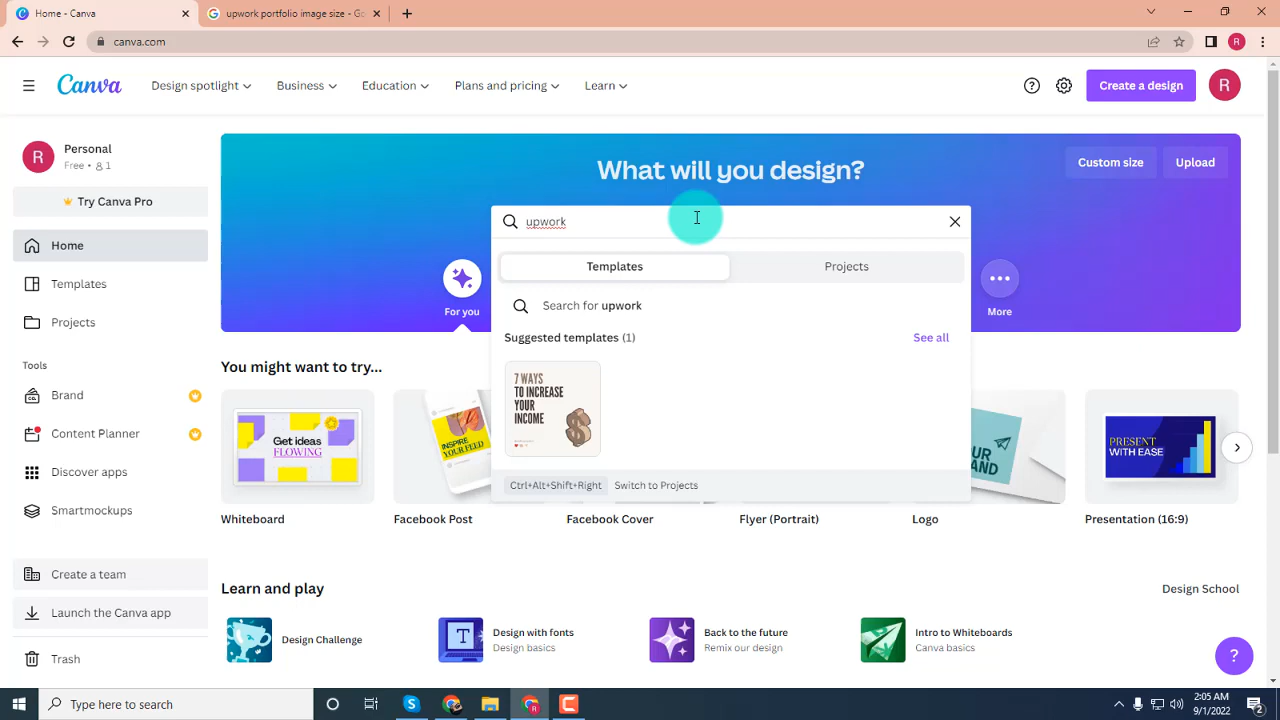 Home - Canva
upwork portfolio image size - Go
canva.com
Canva
Design spotlight
Business
Education
Plans and pricing
Learn
Create a design
R
R
Personal
Free • 1
Try Canva Pro
Home
Templates
Projects
Tools
Brand
Content Planner
Discover apps
Smartmockups
Create a team
Launch the Canva app
Trash
What will you design?
Custom size
Upload
upwork
Templates
Projects
Search for upwork
Suggested templates (1)
See all
7 WAYS
TO INCREASE
YOUR
INCOME
Ctrl+Alt+Shift+Right
Switch to Projects
For you
More
You might want to try...
Get ideas
FLOWING
INSPIRE
YOUR FEED
PRESENT
WITH EASE
Whiteboard
Facebook Post
Facebook Cover
Flyer (Portrait)
Logo
Presentation (16:9)
Learn and play
Design School
Design Challenge
Design with fonts
Design basics
Back to the future
Remix our design
Intro to Whiteboards
Canva basics
?
Type here to search
2:05 AM
9/1/2022
2